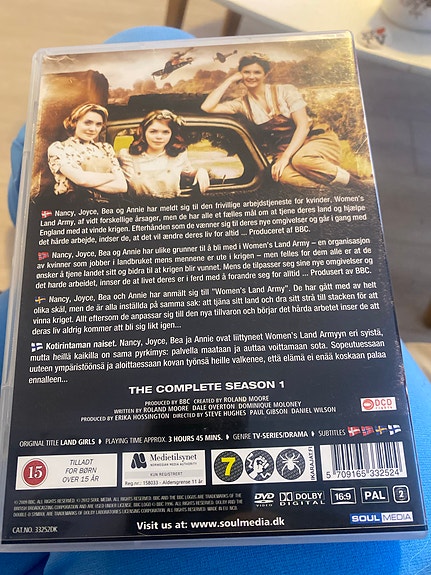 Nancy, Joyce, Bea og Annie har meldt sig til den frivillige arbejdstjeneste for kvinder, Women's
Land Army, af vidt forskellige årsager, men de har alle et fælles mål om at tjene deres land og hjælpe
England med at vinde krigen. Efterhånden som de vænner sig til deres nye omgivelser og går i gang med
det hårde arbejde, indser de, at det vil ændre deres liv for altid ... Produceret af BBC.
Nancy, Joyce, Bea og Annie har ulike grunner til å bli med i Women's Land Army – en organisasjon
av kvinner som jobber i landbruket mens mennene er ute i krigen – men felles for dem alle er de
ønsker å tjene landet sitt og bidra til at krigen blir vunnet. Mens de tilpasser seg sine nye omgivelser og
det harde arbeidet, innser de at livet deres er i ferd med å forandre seg for alltid ... Produsert av BBC.
Nancy, Joyce, Bea och Annie har anmält sig till "Women's Land Army". De har gått med av helt
olika skäl, men de är alla inställda på samma sak: att tjäna sitt land och dra sitt strå till stacken för att
vinna kriget. Allt eftersom de anpassar sig till den nya tillvaron och börjar det hårda arbetet inser de att
deras liv aldrig kommer att bli sig likt igen...
Kotirintaman naiset. Nancy, Joyce, Bea ja Annie ovat liittyneet Women's Land Armyyn eri syistä,
mutta heillä kaikilla on sama pyrkimys: palvella maataan ja auttaa voittamaan sota. Sopeutuessaan
uuteen ympäristöönsä ja aloittaessaan kovan työnsä heille valkenee, että elämä ei enää koskaan palaa
ennalleen...
THE COMPLETE SEASON 1
PRODUCED BY BBC CREATED BY ROLAND MOORE
WRITTEN BY ROLAND MOORE DALE OVERTON DOMINIQUE MOLONEY
PRODUCED BY ERIKA HOSSINGTON DIRECTED BY STEVE HUGHES PAUL GIBSON DANIEL WILSON
DCD
RIGHTS
ORIGINAL TITLE LAND GIRLS PLAYING TIME APPROX. 3 HOURS 45 MINS. GENRE TV-SERIES/DRAMA SUBTITLES
15
TILLADT
FOR BØRN
OVER 15 ÅR
Medietilsynet
NORWEGIAN MEDIA AUTHORITY
KUN REGISTRERT
Reg.nummer: 158033 - Aldersgrense 11 år
7
IKARAJAT.FI
5 709165 332524
DVD
VIDEO
DOLBY
DIGITAL
16:9
PAL
2
SOULMEDIA
CAT.NO. 33252DK
Visit us at: www.soulmedia.dk